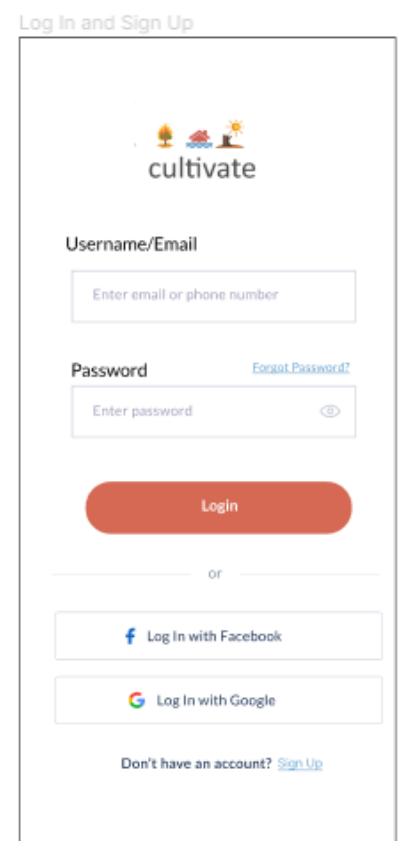 Log In and Sign Up
cultivate
Username/Email
Enter email or phone number
Password Forgot Password?
Enter password
Login
or
Log In with Facebook
Log In with Google
Don't have an account? Sign Up